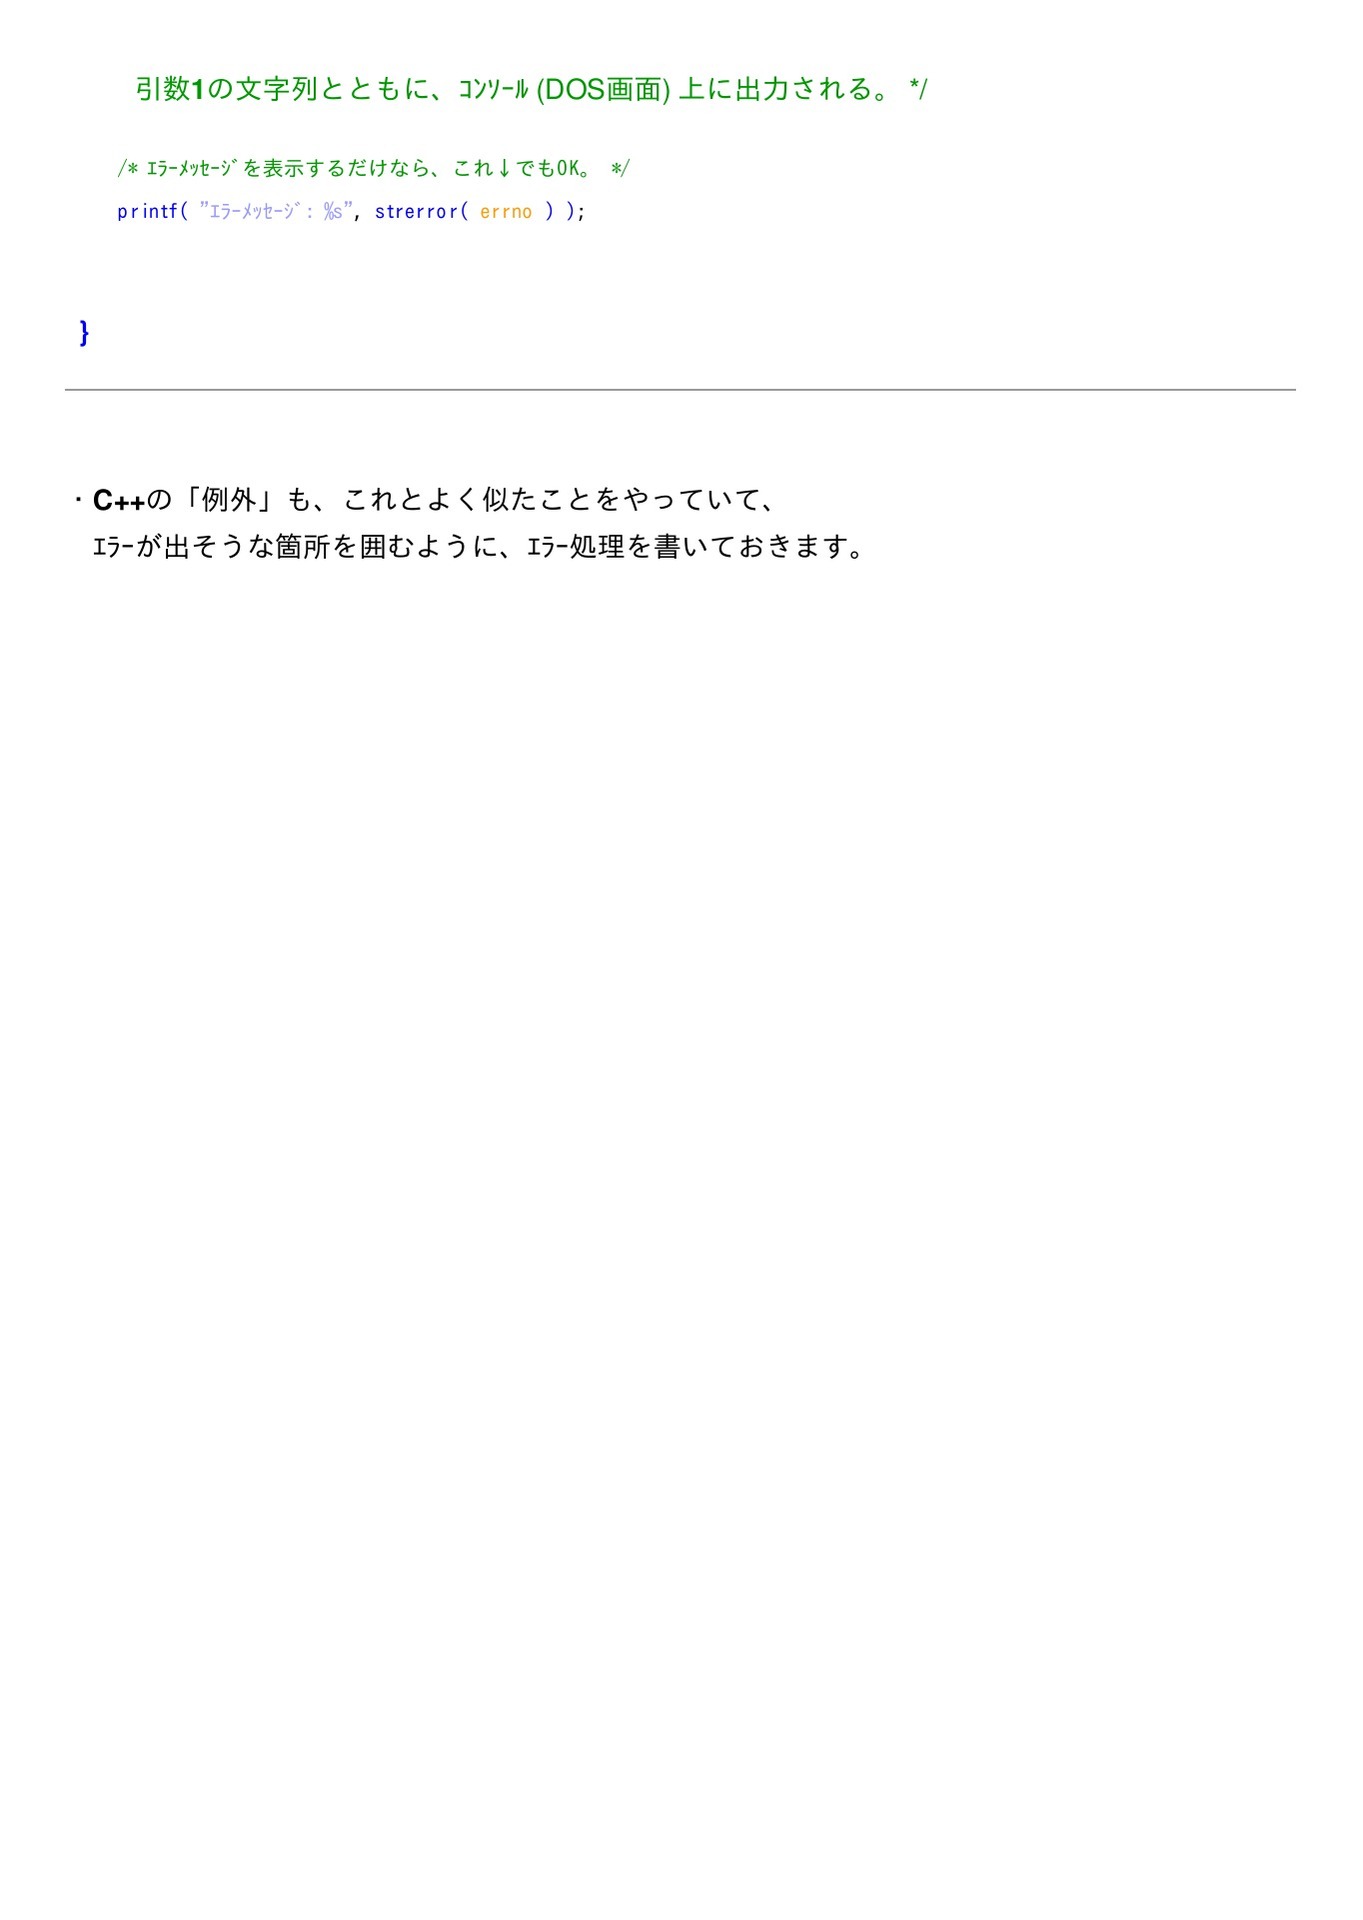 引数1の文字列とともに、ｺﾝｿｰﾙ (DOS画面) 上に出力される。 */
/* ｴﾗｰﾒｯｾｰｼﾞを表示するだけなら、これ↓でもOK。 */
printf( ”ｴﾗｰﾒｯｾｰｼﾞ: %s”, strerror( errno ) );
}
・C++の「例外」も、これとよく似たことをやっていて、
ｴﾗｰが出そうな箇所を囲むように、ｴﾗｰ処理を書いておきます。